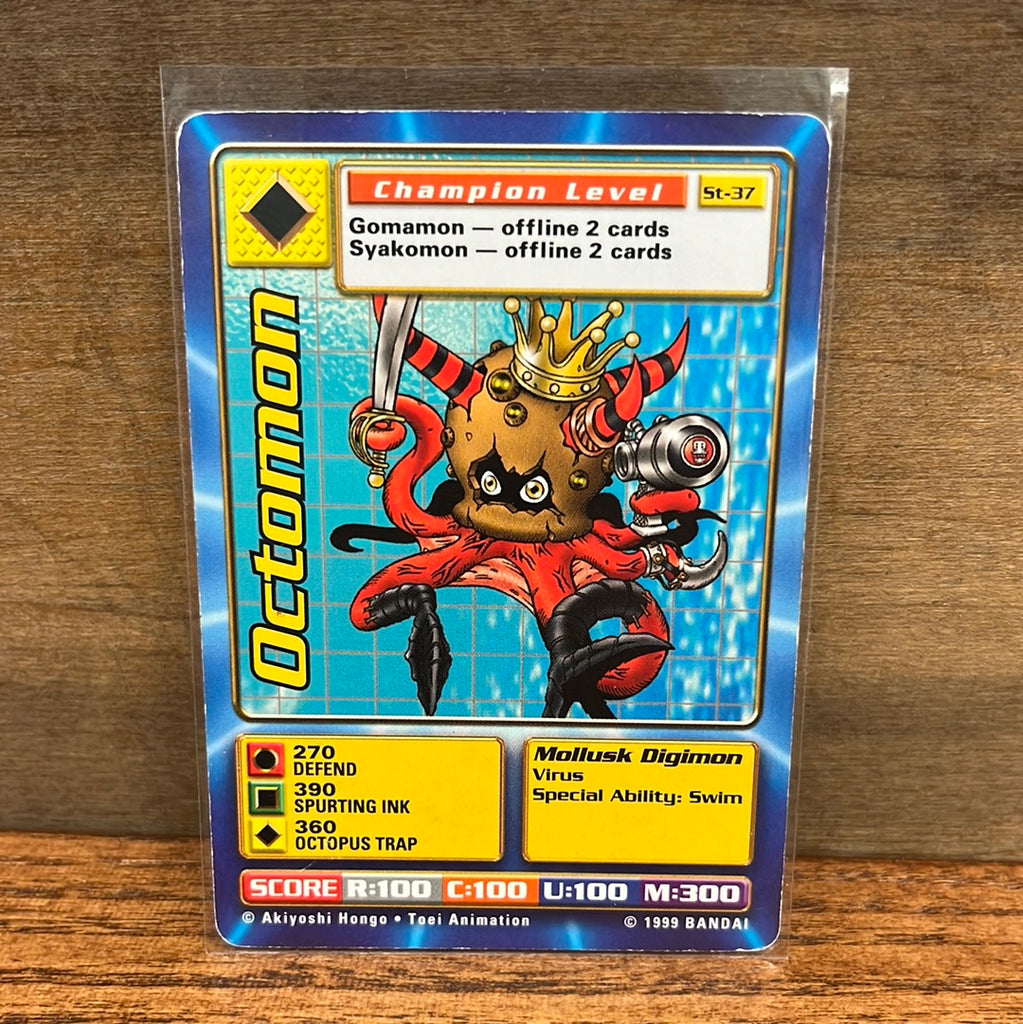 Champion Level
St-37
Gomamon — offline 2 cards
Syakomon — offline 2 cards
Octomon
270
DEFEND
390
SPURTING INK
360
OCTOPUS TRAP
Mollusk Digimon
Virus
Special Ability: Swim
SCORE R:100 C:100 U:100 M:300
© Akiyoshi Hongo • Toei Animation © 1999 BANDAI